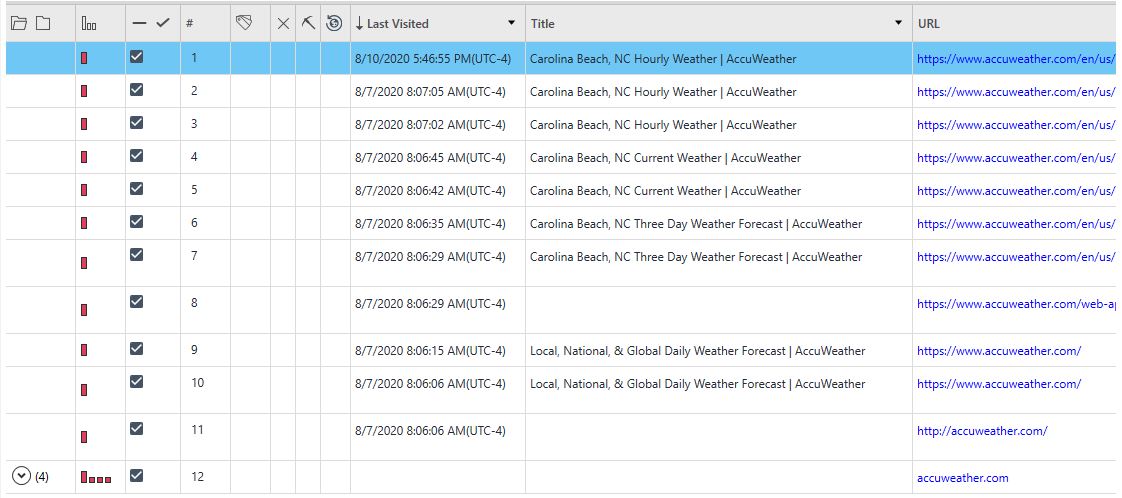 # Last Visited Title URL
1 8/10/2020 5:46:55 PM(UTC-4) Carolina Beach, NC Hourly Weather | AccuWeather https://www.accuweather.com/en/us/
2 8/7/2020 8:07:05 AM(UTC-4) Carolina Beach, NC Hourly Weather | AccuWeather https://www.accuweather.com/en/us/
3 8/7/2020 8:07:02 AM(UTC-4) Carolina Beach, NC Hourly Weather | AccuWeather https://www.accuweather.com/en/us/
4 8/7/2020 8:06:45 AM(UTC-4) Carolina Beach, NC Current Weather | AccuWeather https://www.accuweather.com/en/us/
5 8/7/2020 8:06:42 AM(UTC-4) Carolina Beach, NC Current Weather | AccuWeather https://www.accuweather.com/en/us/
6 8/7/2020 8:06:35 AM(UTC-4) Carolina Beach, NC Three Day Weather Forecast | AccuWeather https://www.accuweather.com/en/us/
7 8/7/2020 8:06:29 AM(UTC-4) Carolina Beach, NC Three Day Weather Forecast | AccuWeather https://www.accuweather.com/en/us/
8 8/7/2020 8:06:29 AM(UTC-4) https://www.accuweather.com/web-ap
9 8/7/2020 8:06:15 AM(UTC-4) Local, National, & Global Daily Weather Forecast | AccuWeather https://www.accuweather.com/
10 8/7/2020 8:06:06 AM(UTC-4) Local, National, & Global Daily Weather Forecast | AccuWeather https://www.accuweather.com/
11 8/7/2020 8:06:06 AM(UTC-4) http://accuweather.com/
(4) 12 accuweather.com